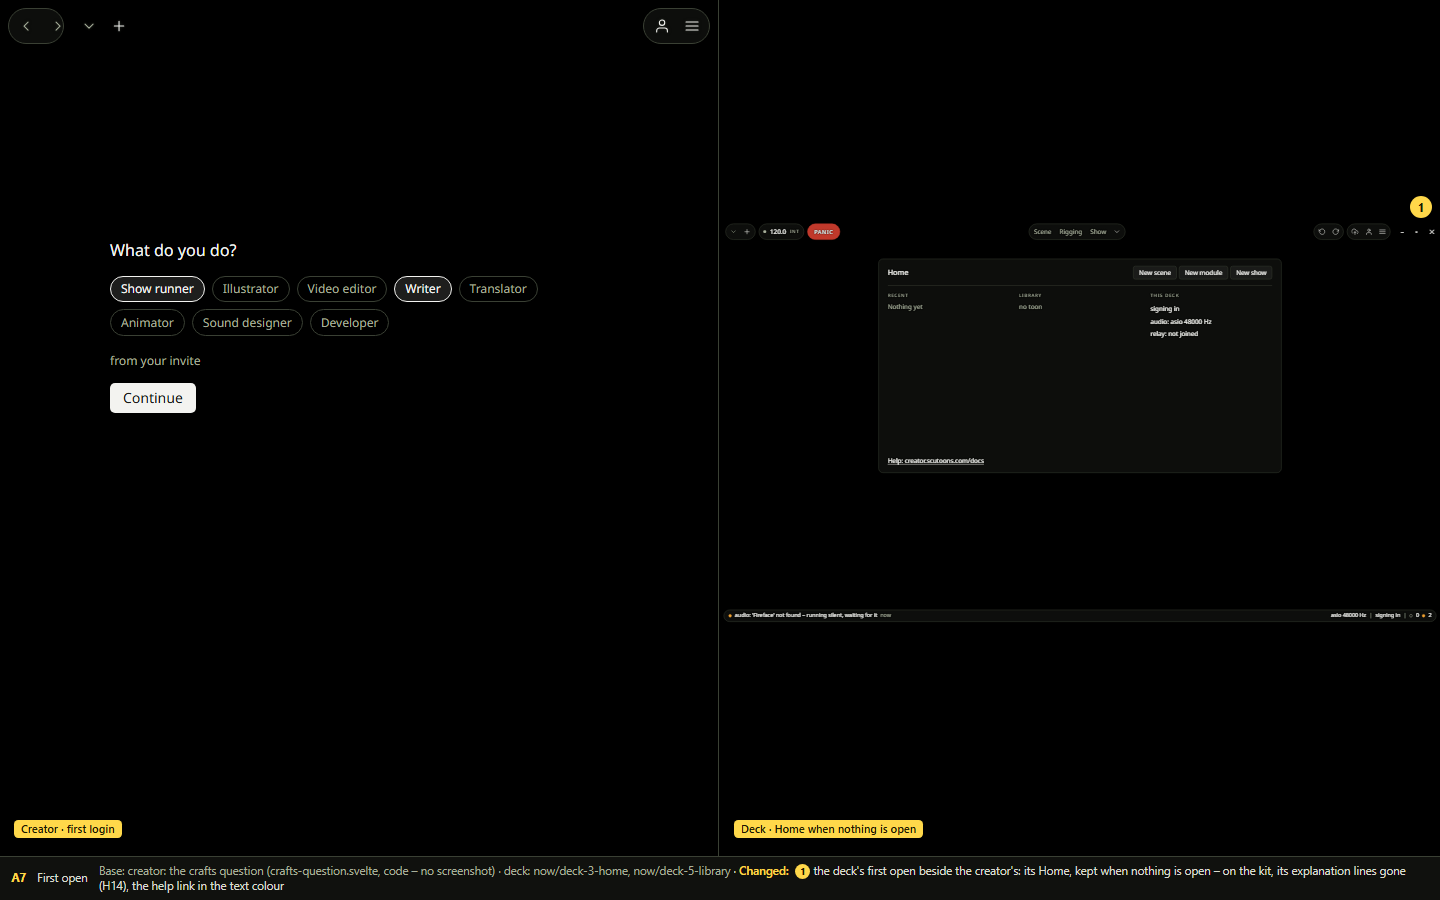 What do you do?
Show runner
Illustrator
Video editor
Writer
Translator
Animator
Sound designer
Developer
from your invite
Continue
Creator · first login
1
120.0 INT
PANIC
Scene Rigging Show
Home
New scene
New module
New show
RECENT
Nothing yet
LIBRARY
no toon
THIS DECK
signing in
audio: asio 48000 Hz
relay: not joined
Help: creator.scutoons.com/docs
audio: 'Fireface' not found – running silent, waiting for it now
asio 48000 Hz | signing in | 0 2
Deck · Home when nothing is open
A7 First open
Base: creator: the crafts question (crafts-question.svelte, code – no screenshot) · deck: now/deck-3-home, now/deck-5-library · Changed: 1 the deck's first open beside the creator's: its Home, kept when nothing is open – on the kit, its explanation lines gone
(H14), the help link in the text colour